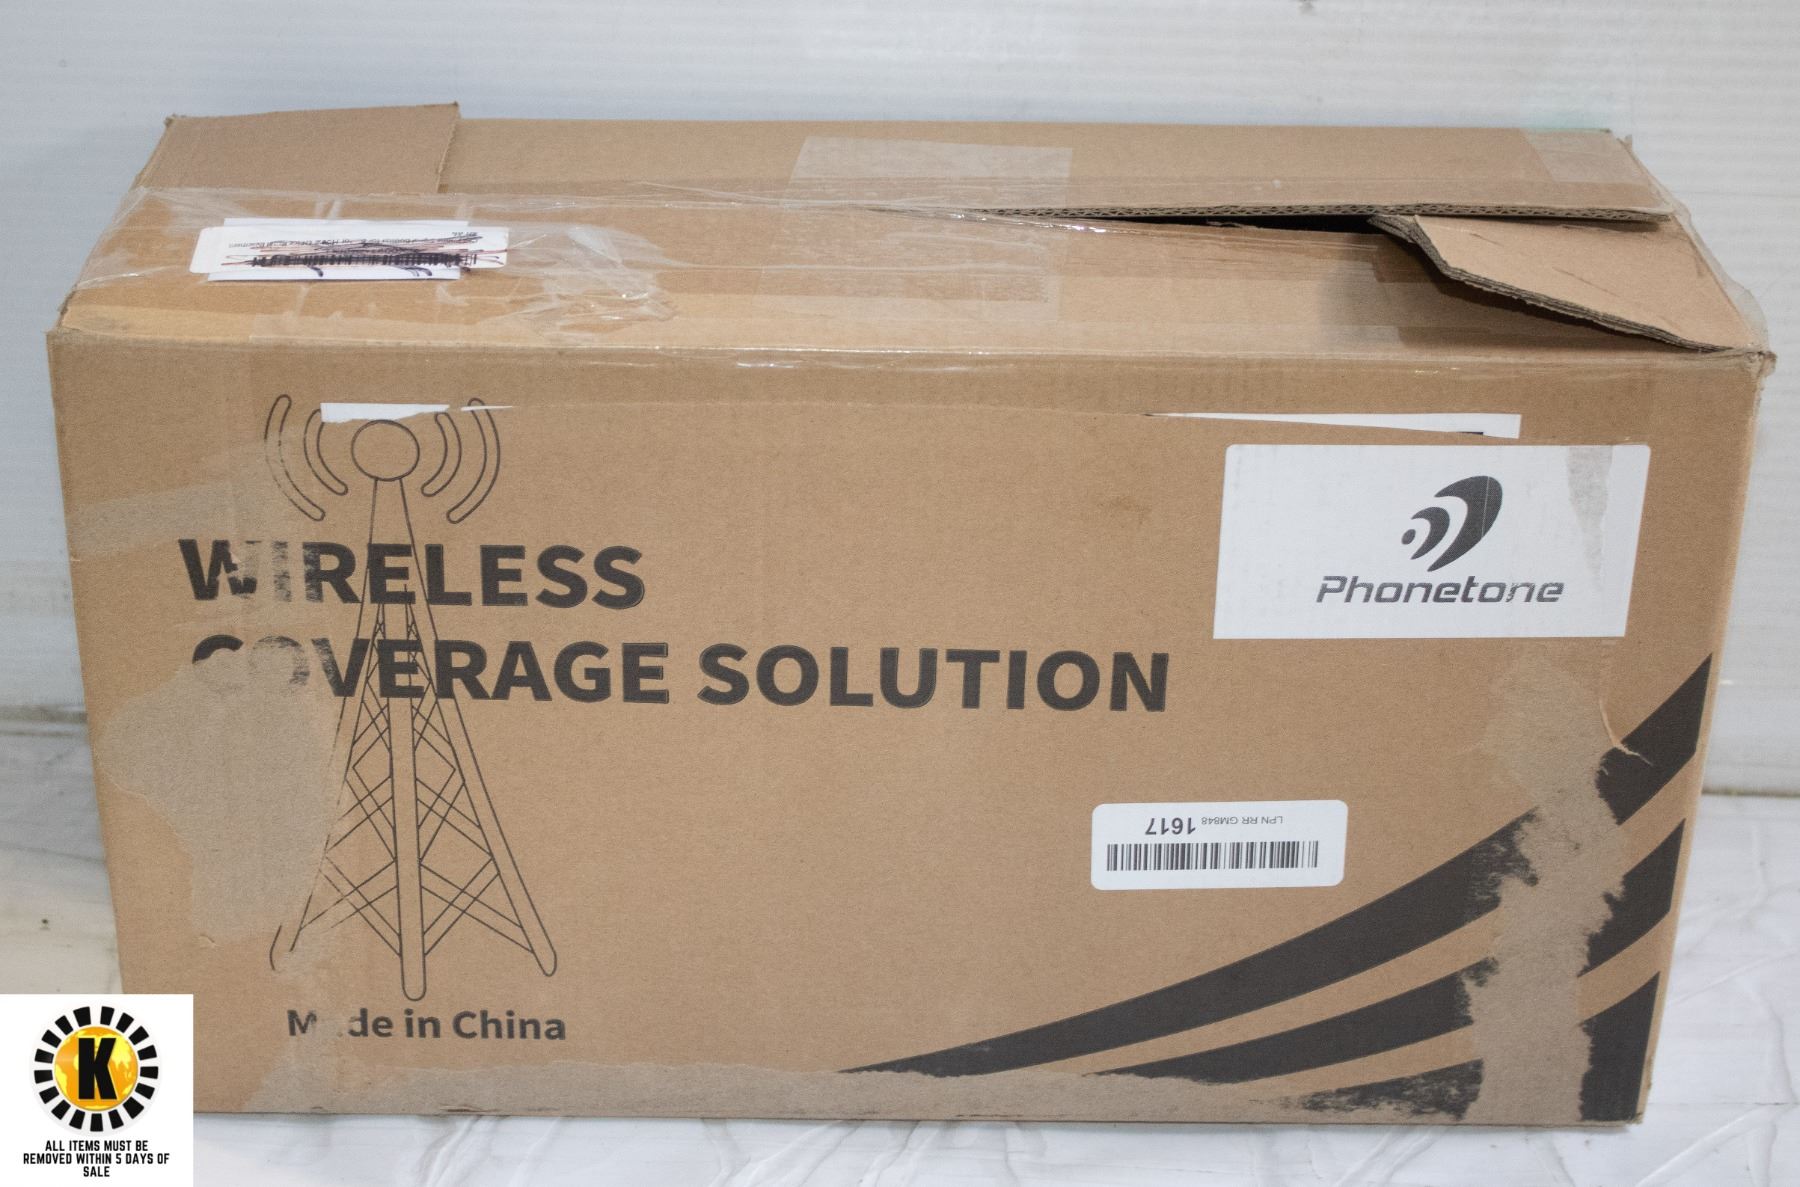 WIRELESS
COVERAGE SOLUTION
Made in China
Phonetone
LPN RR GM848 1617
K
ALL ITEMS MUST BE
REMOVED WITHIN 5 DAYS OF
SALE